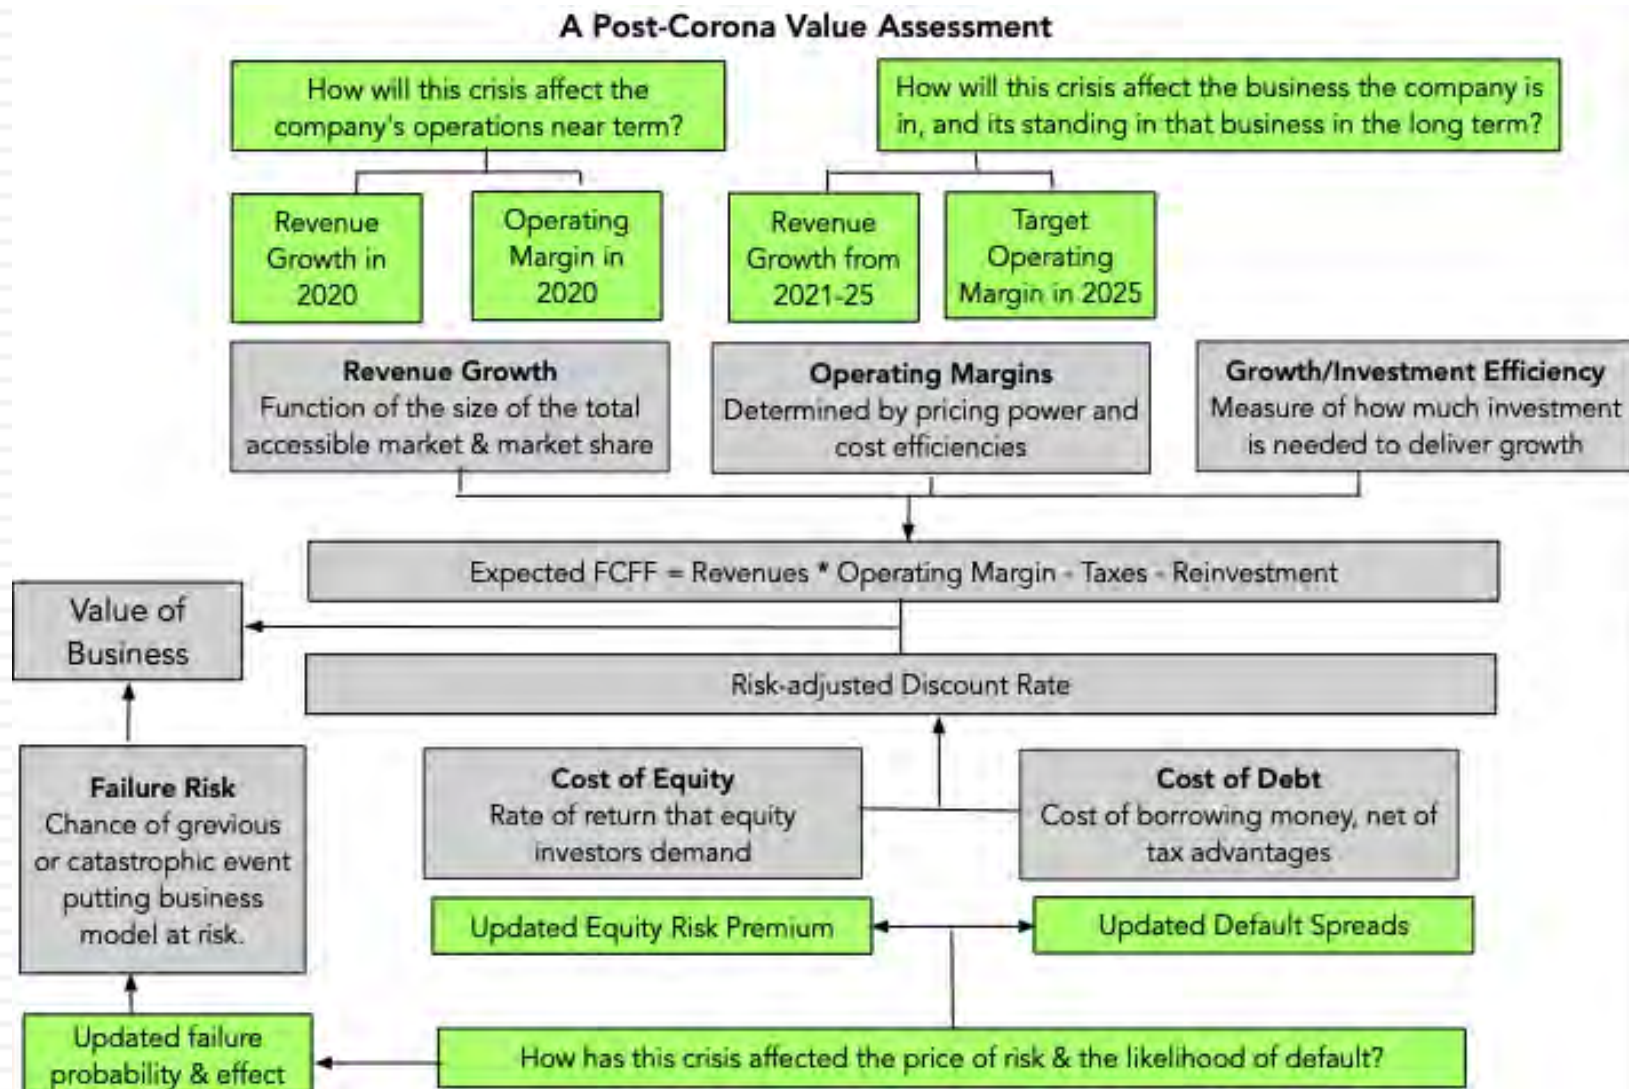 A Post-Corona Value Assessment
How will this crisis affect the
company's operations near term?
How will this crisis affect the business the company is
in, and its standing in that business in the long term?
Revenue
Growth in
2020
Operating
Margin in
2020
Revenue
Growth from
2021-25
Target
Operating
Margin in 2025
Revenue Growth
Function of the size of the total
accessible market & market share
Operating Margins
Determined by pricing power and
cost efficiencies
Growth/Investment Efficiency
Measure of how much investment
is needed to deliver growth
Expected FCFF = Revenues * Operating Margin - Taxes - Reinvestment
Value of
Business
Risk-adjusted Discount Rate
Failure Risk
Chance of grevious
or catastrophic event
putting business
model at risk.
Cost of Equity
Rate of return that equity
investors demand
Cost of Debt
Cost of borrowing money, net of
tax advantages
Updated Equity Risk Premium
Updated Default Spreads
Updated failure
probability & effect
How has this crisis affected the price of risk & the likelihood of default?